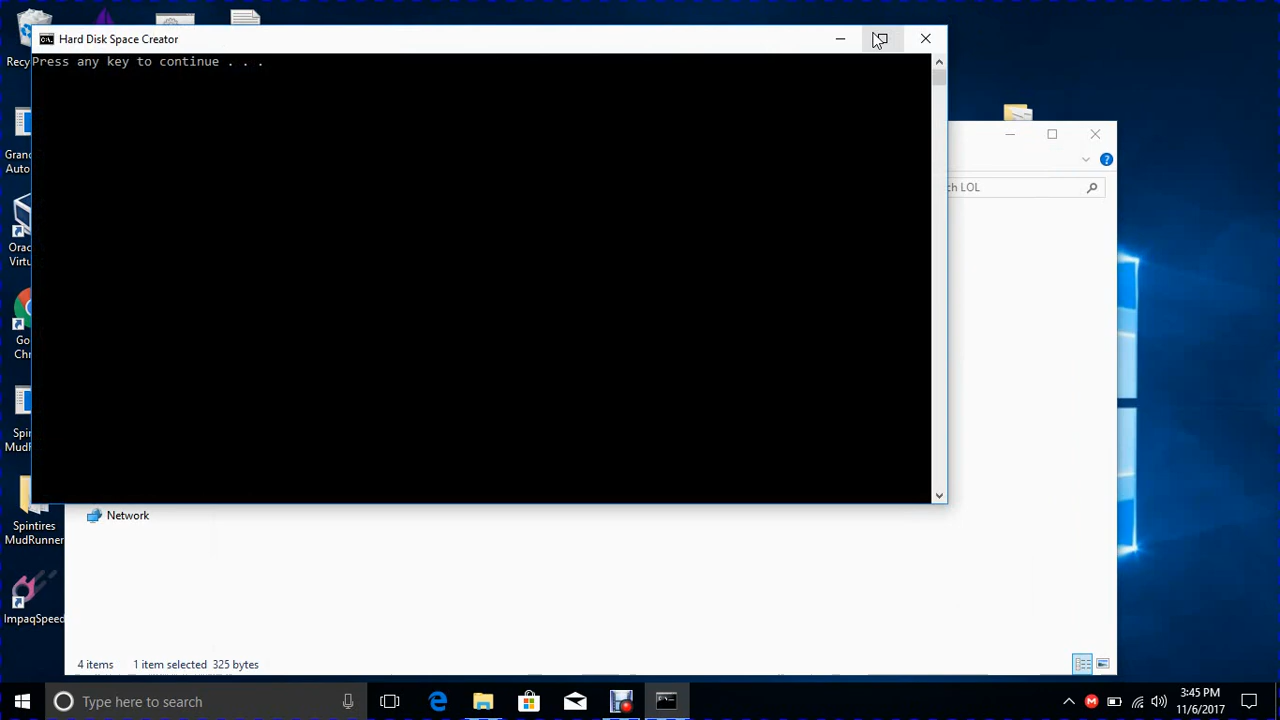 Hard Disk Space Creator
Press any key to continue . . .
Recy
Gran
Auto
Orac
Virtu
Go
Chr
Spin
MudR
Spintires
MudRunner
ImpaqSpeed
ch LOL
Network
4 items 1 item selected 325 bytes
Type here to search
3:45 PM
11/6/2017